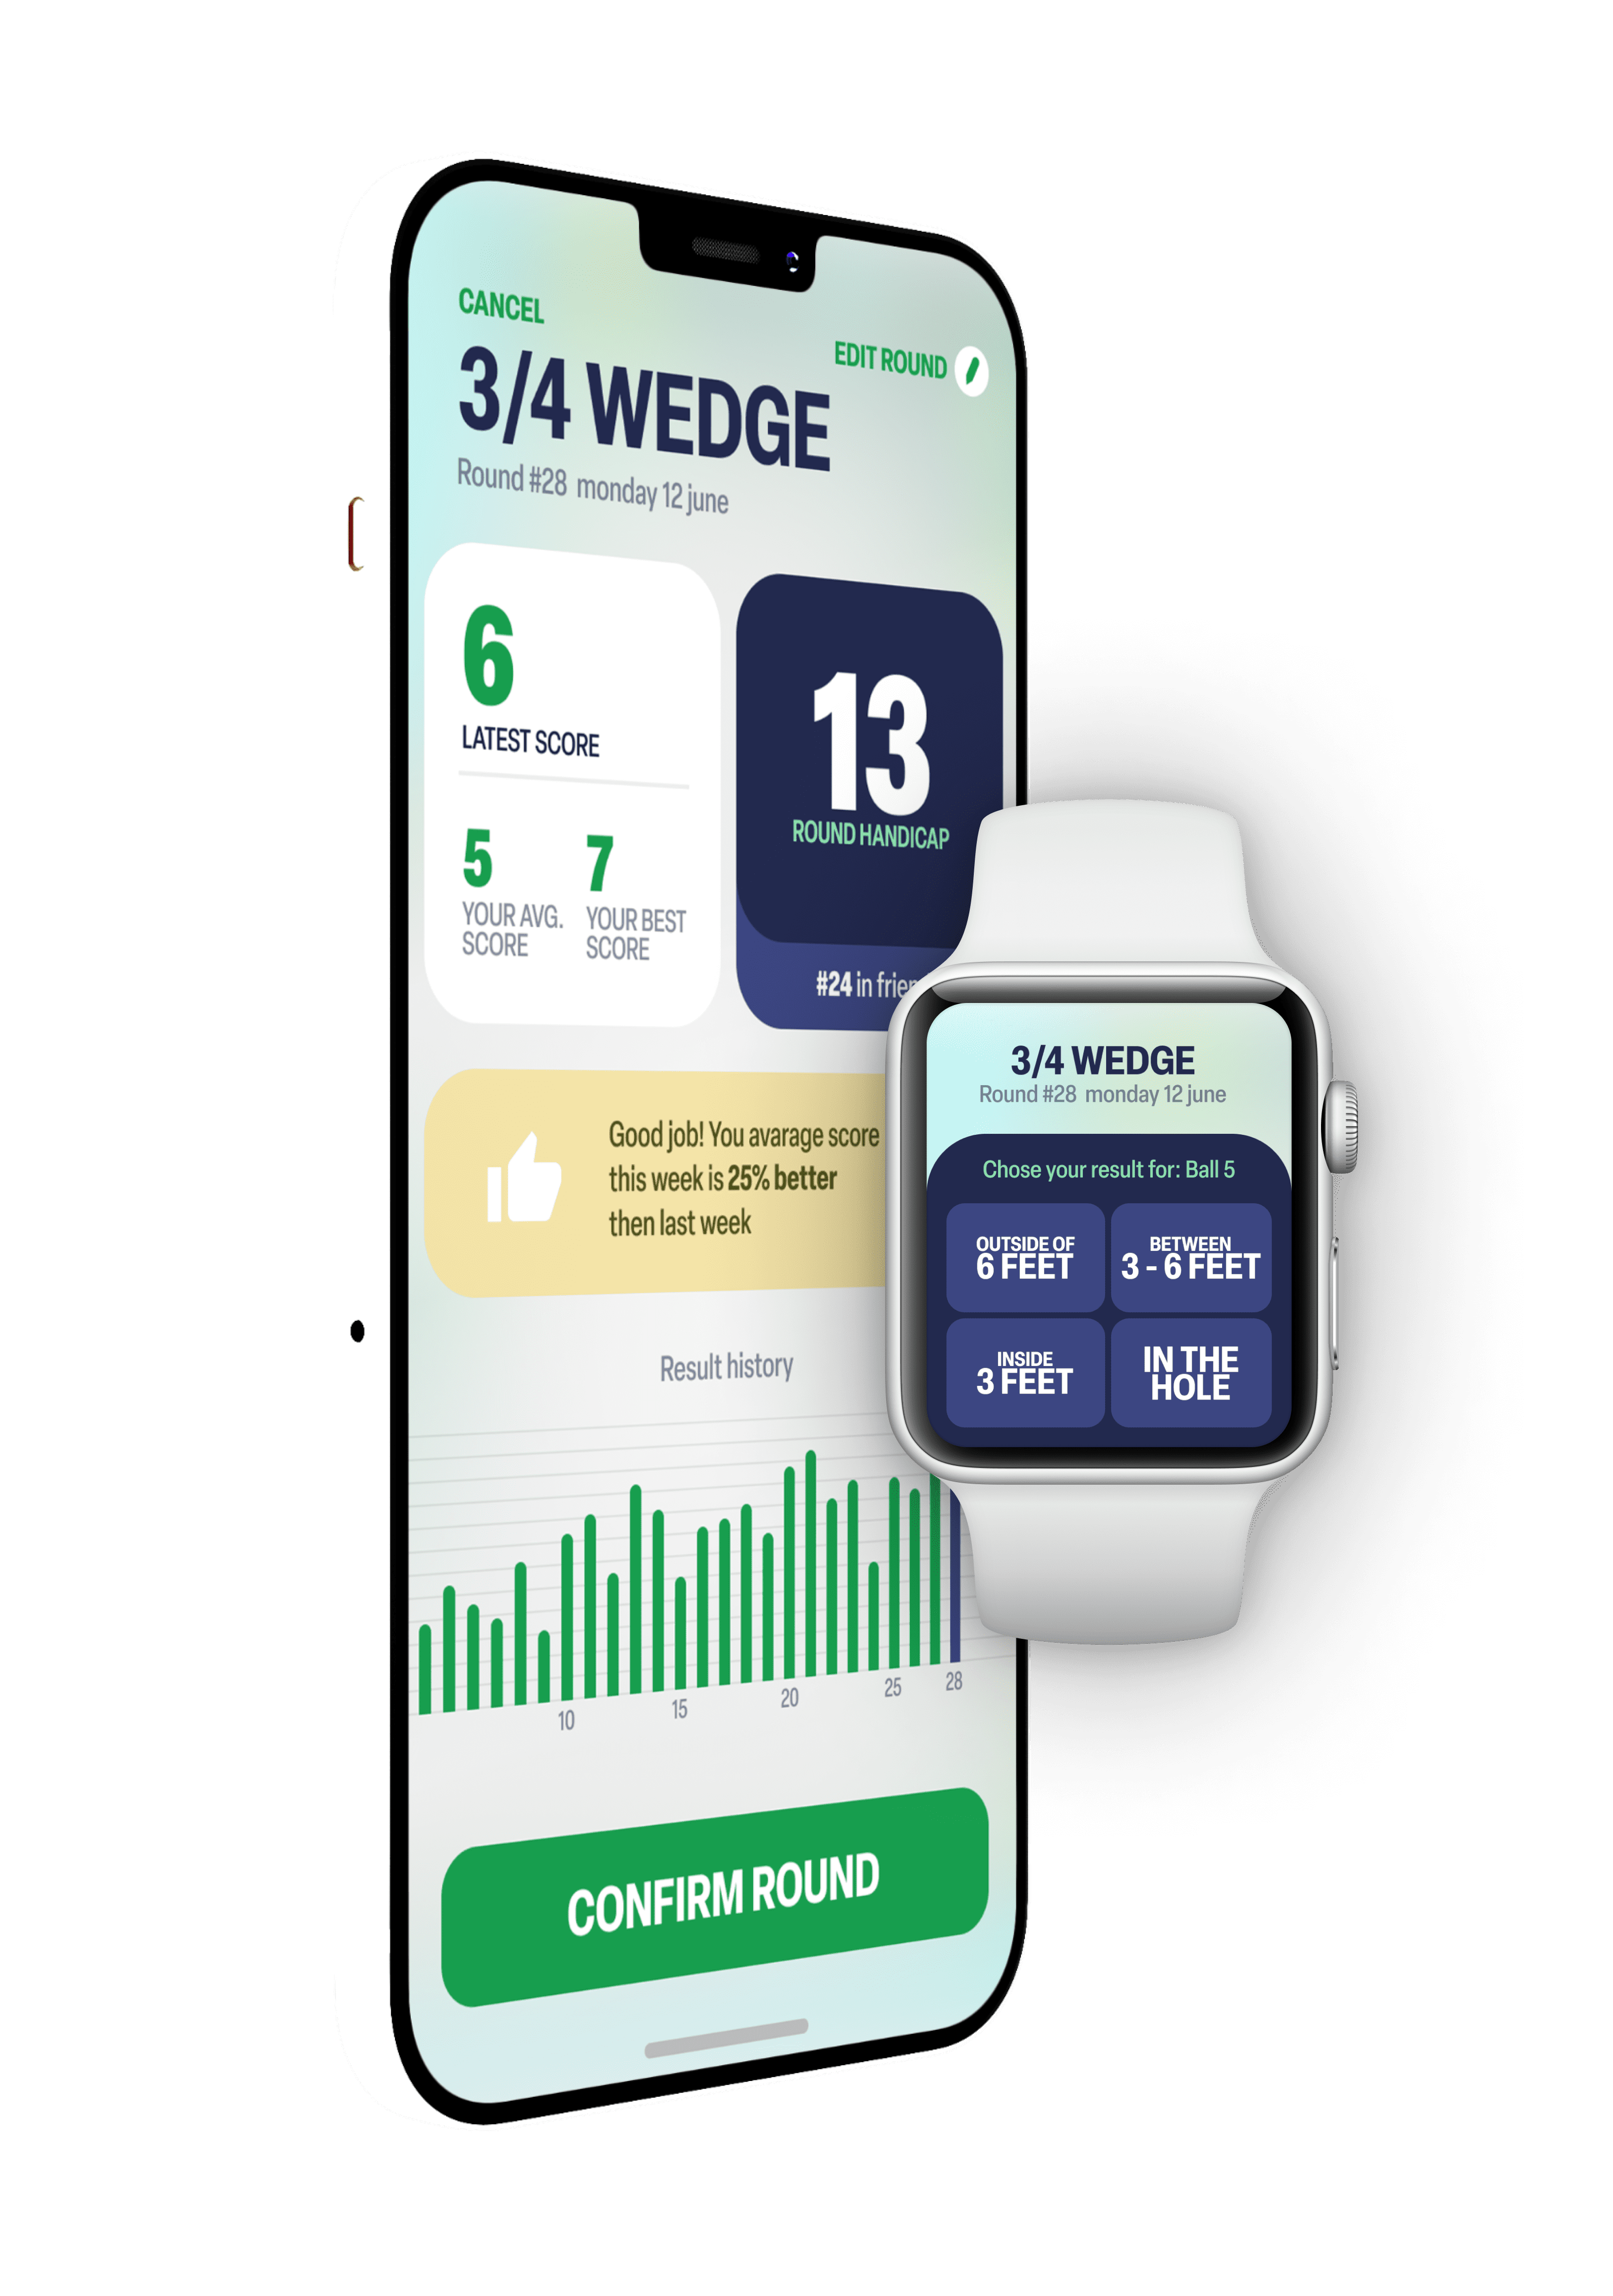 CANCEL
EDIT ROUND
3/4 WEDGE
Round #28 monday 12 june
6
LATEST SCORE
5
YOUR AVG.
SCORE
7
YOUR BEST
SCORE
13
ROUND HANDICAP
#24 in
Good job! You avarage score
this week is 25% better
then last week
Result history
10
15
20
25
28
CONFIRM ROUND
3/4 WEDGE
Round #28 monday 12 june
Chose your result for: Ball 5
OUTSIDE OF
6 FEET
BETWEEN
3 - 6 FEET
INSIDE
3 FEET
IN THE
HOLE